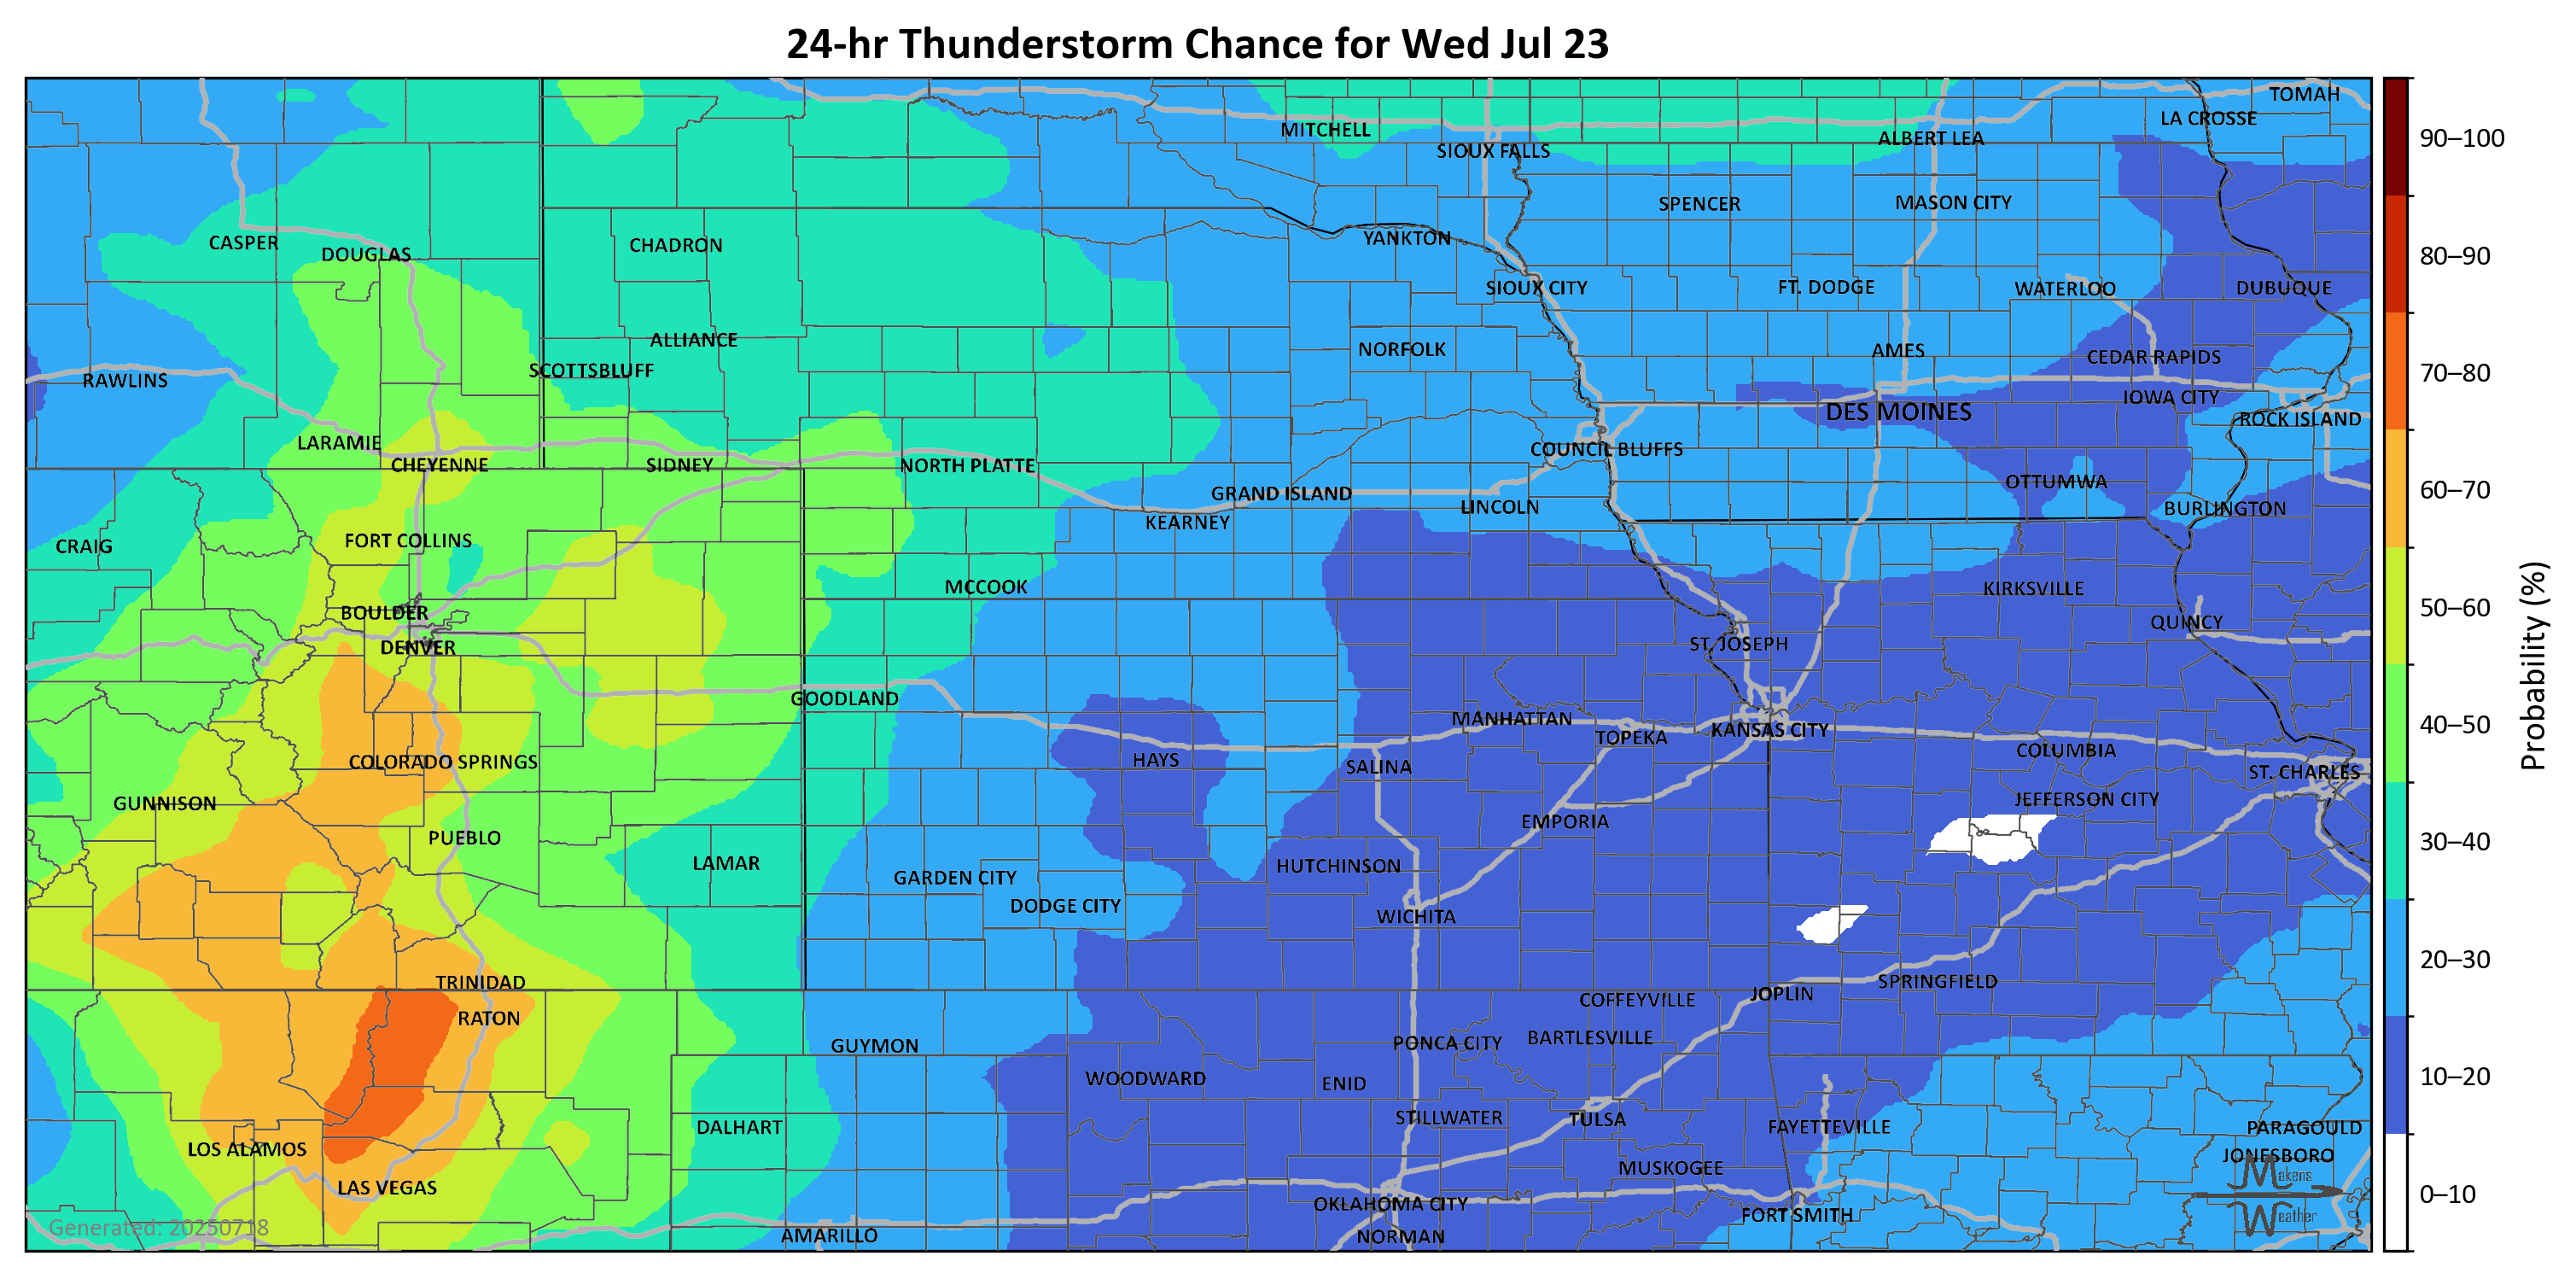 24-hr Thunderstorm Chance for Wed Jul 23
TOMAH
LA CROSSE
MITCHELL
ALBERT LEA
SIOUX FALLS
SPENCER
MASON CITY
CASPER
DOUGLAS
CHADRON
YANKTON
SIOUX CITY
FT. DODGE
WATERLOO
DUBUQUE
ALLIANCE
NORFOLK
AMES
CEDAR RAPIDS
RAWLINS
SCOTTSBLUFF
IOWA CITY
DES MOINES
ROCK ISLAND
LARAMIE
COUNCIL BLUFFS
CHEYENNE
SIDNEY
NORTH PLATTE
OTTUMWA
GRAND ISLAND
LINCOLN
BURLINGTON
KEARNEY
CRAIG
FORT COLLINS
MCCOOK
KIRKSVILLE
BOULDER
QUINCY
DENVER
ST. JOSEPH
GOODLAND
MANHATTAN
TOPEKA
KANSAS CITY
COLUMBIA
COLORADO SPRINGS
HAYS
SALINA
ST. CHARLES
GUNNISON
JEFFERSON CITY
PUEBLO
EMPORIA
LAMAR
HUTCHINSON
GARDEN CITY
DODGE CITY
WICHITA
TRINIDAD
SPRINGFIELD
JOPLIN
COFFEYVILLE
RATON
GUYMON
PONCA CITY
BARTLESVILLE
WOODWARD
ENID
STILLWATER
TULSA
DALHART
FAYETTEVILLE
PARAGOULD
LOS ALAMOS
JONESBORO
MUSKOGEE
LAS VEGAS
OKLAHOMA CITY
FORT SMITH
AMARILLO
NORMAN
Generated: 20250718
Makens
Weather
90–100
80–90
70–80
60–70
50–60
40–50
30–40
20–30
10–20
0–10
Probability (%)